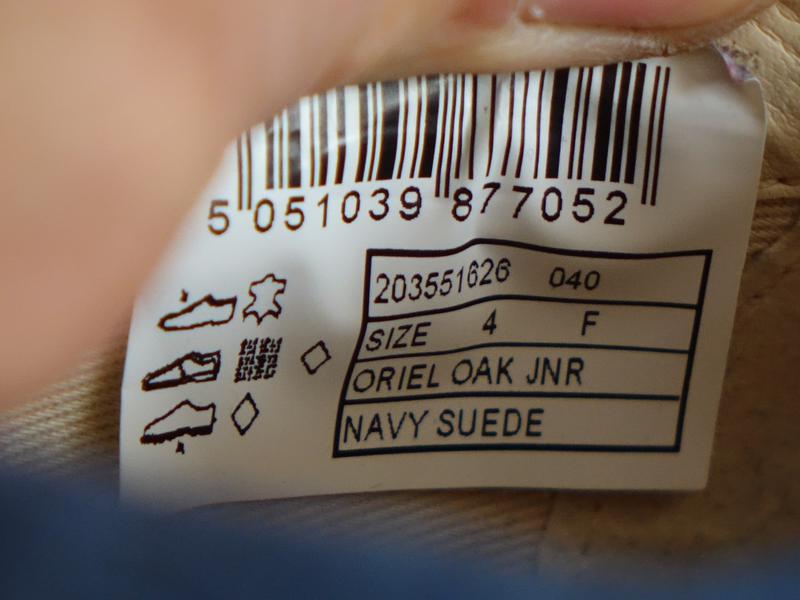 5 051039 877052
203551626 040
SIZE 4 F
ORIEL OAK JNR
NAVY SUEDE